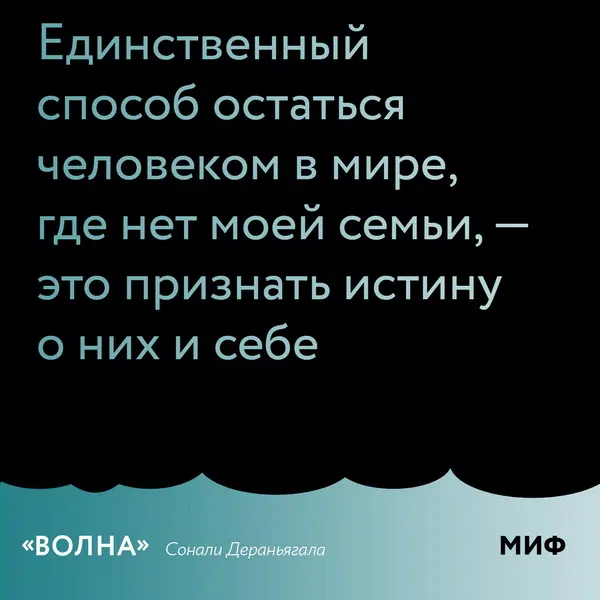 Единственный
способ остаться
человеком в мире,
где нет моей семьи, —
это признать истину
о них и себе
«ВОЛНА» Сонали Дераньягала МИФ